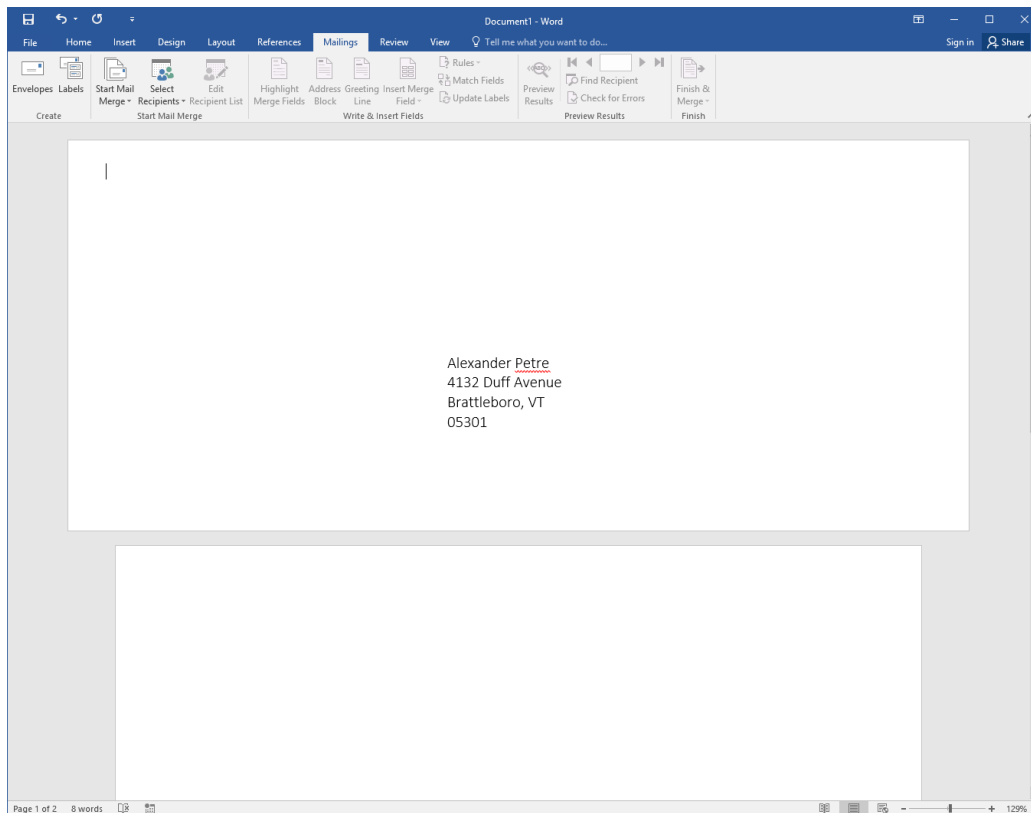 Document1 - Word
File Home Insert Design Layout References Mailings Review View Tell me what you want to do... Sign in Share
Envelopes Labels Start Mail Merge Select Recipients Edit Recipient List Highlight Merge Fields Address Block Greeting Line Insert Merge Field Rules Match Fields Update Labels Preview Results Find Recipient Check for Errors Finish & Merge
Create Start Mail Merge Write & Insert Fields Preview Results Finish
Alexander Petre
4132 Duff Avenue
Brattleboro, VT
05301
Page 1 of 2 8 words 129%